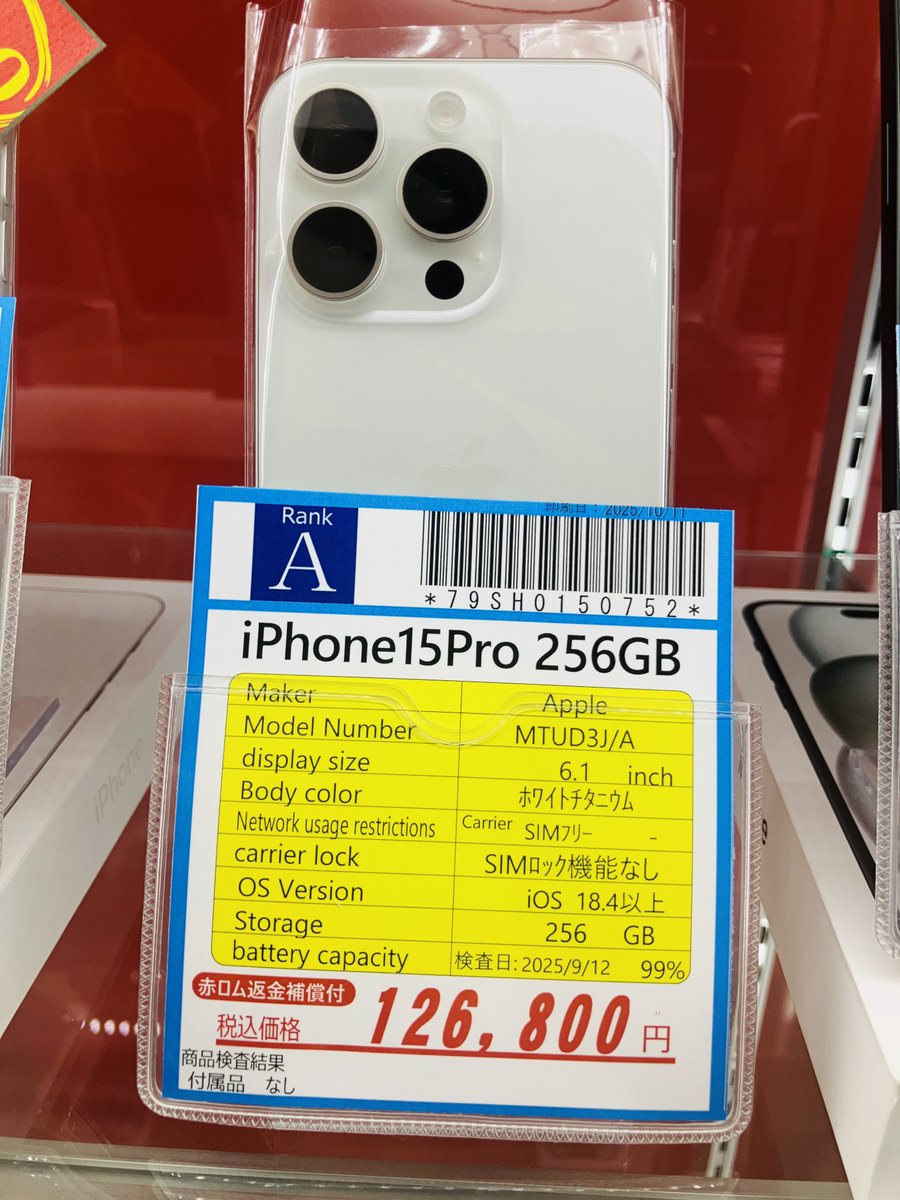 Rank
A
印刷日：2025/10/11
*79SH0150752*
iPhone15Pro 256GB
Maker Apple
Model Number MTUD3J/A
display size 6.1 inch
Body color ﾎﾜｲﾄﾁﾀﾆｳﾑ
Network usage restrictions Carrier SIMﾌﾘｰ -
carrier lock SIMﾛｯｸ機能なし
OS Version iOS 18.4以上
Storage 256 GB
battery capacity 検査日:2025/9/12 99%
赤ロム返金補償付
税込価格 126,800円
商品検査結果
付属品 なし
iPhone